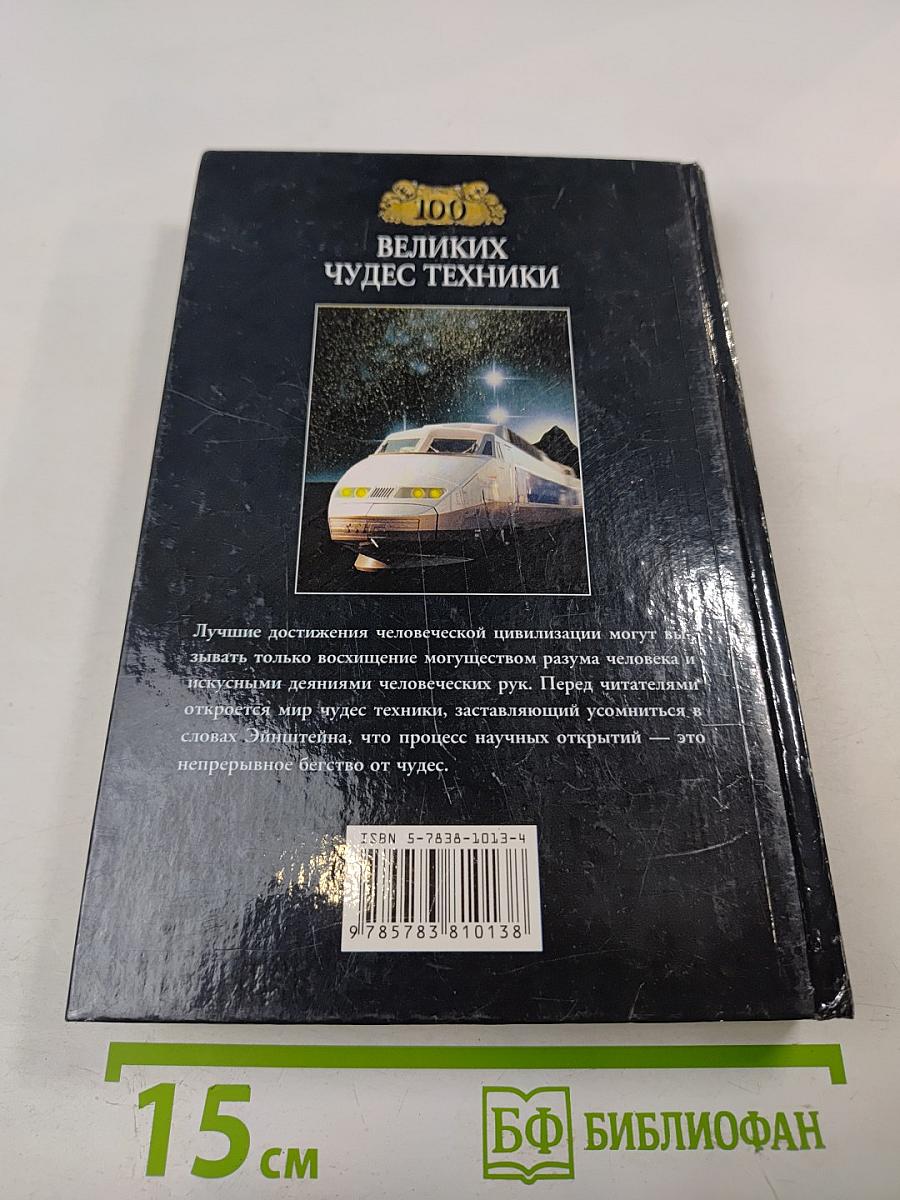 100
ВЕЛИКИХ
ЧУДЕС ТЕХНИКИ
Лучшие достижения человеческой цивилизации могут вы-
зывать только восхищение могуществом разума человека и
искусными деяниями человеческих рук. Перед читателями
откроется мир чудес техники, заставляющий усомниться в
словах Эйнштейна, что процесс научных открытий — это
непрерывное бегство от чудес.
ISBN 5-7838-1013-4
9 785783 810138
15 см
БФ БИБЛИОФАН